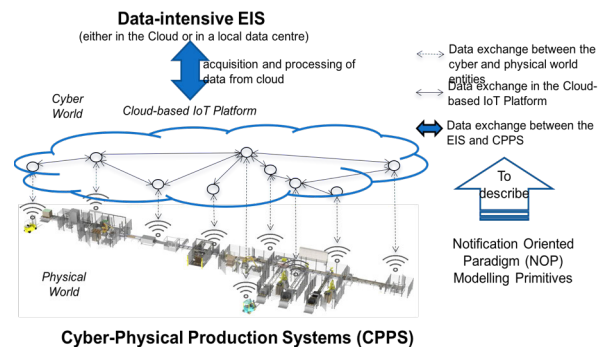 Data-intensive EIS
(either in the Cloud or in a local data centre)
acquisition and processing of
data from cloud
Cyber
World
Cloud-based IoT Platform
Physical
World
Cyber-Physical Production Systems (CPPS)
Data exchange between the
cyber and physical world
entities
Data exchange in the Cloud-
based IoT Platform
Data exchange between the
EIS and CPPS
To
describe
Notification Oriented
Paradigm (NOP)
Modelling Primitives